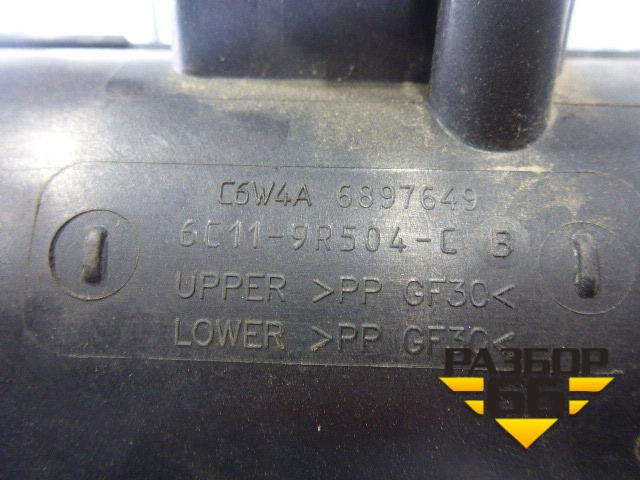 C6W4A 6897649
6C11-9R504-C B
UPPER >PP GF30<
LOWER >PP GF30<
РАЗБОР
66